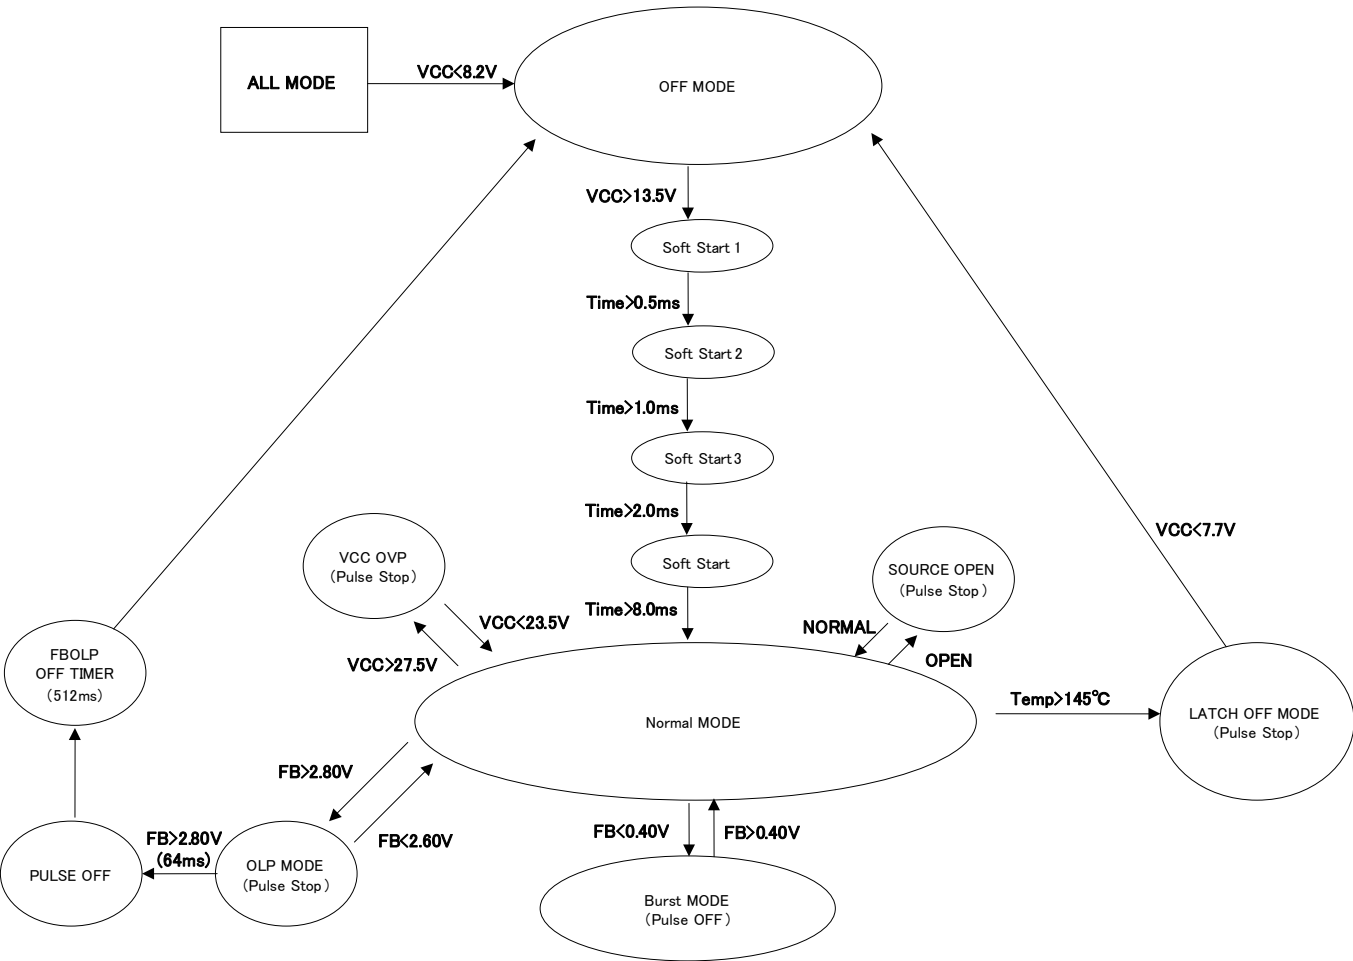 ALL MODE
VCC<8.2V
OFF MODE
VCC>13.5V
Soft Start 1
Time>0.5ms
Soft Start 2
Time>1.0ms
Soft Start 3
Time>2.0ms
Soft Start
Time>8.0ms
VCC<7.7V
VCC OVP
(Pulse Stop)
VCC<23.5V
VCC>27.5V
SOURCE OPEN
(Pulse Stop)
NORMAL
OPEN
FBOLP
OFF TIMER
(512ms)
Normal MODE
Temp>145℃
LATCH OFF MODE
(Pulse Stop)
FB>2.80V
FB<2.60V
FB>2.80V
(64ms)
PULSE OFF
OLP MODE
(Pulse Stop)
FB<0.40V
FB>0.40V
Burst MODE
(Pulse OFF)